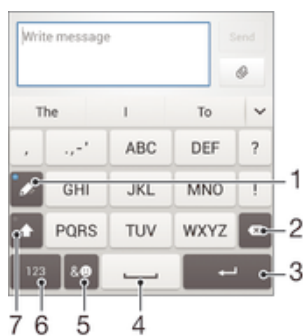 Write message
Send
The I To
, .,-' ABC DEF ?
GHI JKL MNO ! 1
PQRS TUV WXYZ 2
123 & 3
7 6 5 4